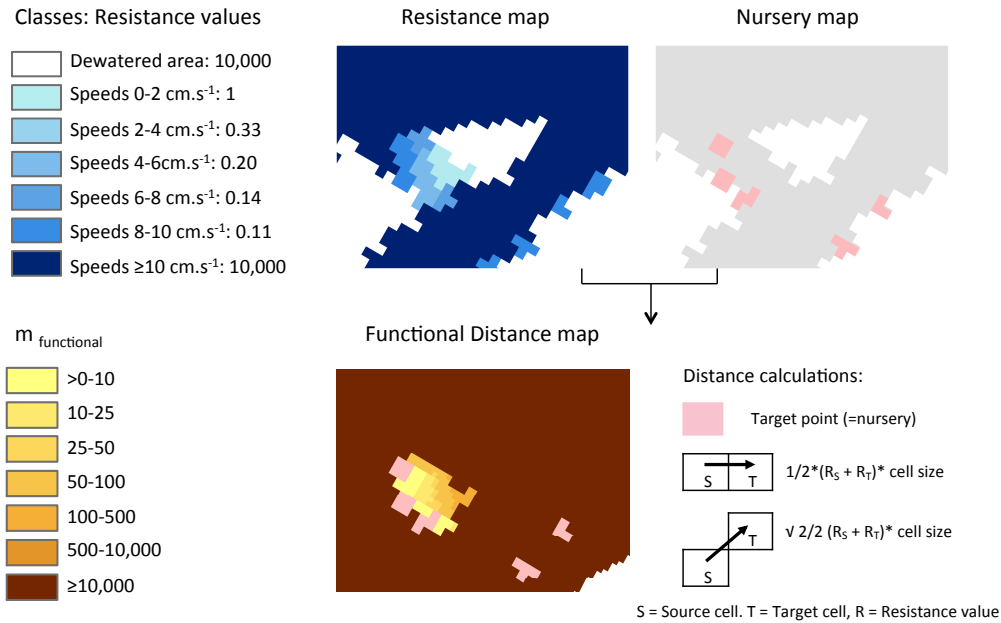 Classes: Resistance values
Resistance map
Nursery map
Dewatered area: 10,000
Speeds 0-2 cm.s⁻¹: 1
Speeds 2-4 cm.s⁻¹: 0.33
Speeds 4-6cm.s⁻¹: 0.20
Speeds 6-8 cm.s⁻¹: 0.14
Speeds 8-10 cm.s⁻¹: 0.11
Speeds ≥10 cm.s⁻¹: 10,000
m functional
Functional Distance map
>0-10
10-25
25-50
50-100
100-500
500-10,000
≥10,000
Distance calculations:
Target point (=nursery)
S T
1/2*(R_S + R_T)* cell size
T
S
√ 2/2 (R_S + R_T)* cell size
S = Source cell. T = Target cell, R = Resistance value